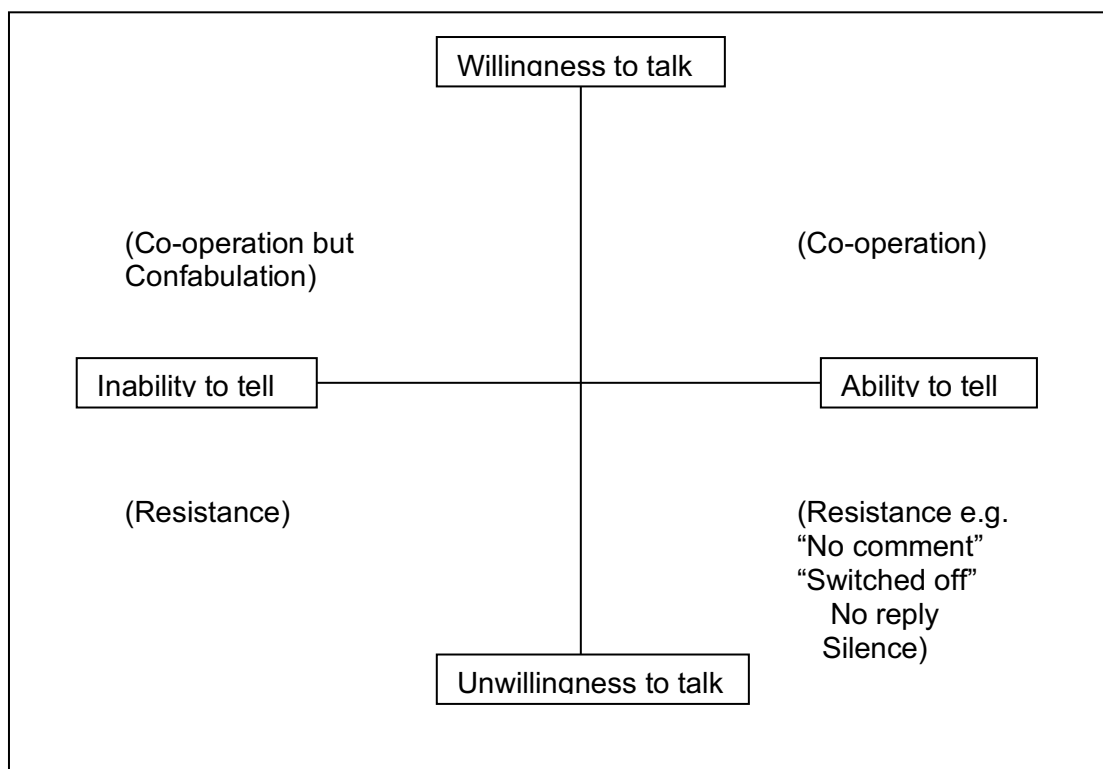 Willingness to talk
(Co-operation but
Confabulation)
(Co-operation)
Inability to tell
Ability to tell
(Resistance)
(Resistance e.g.
“No comment”
“Switched off”
No reply
Silence)
Unwillingness to talk